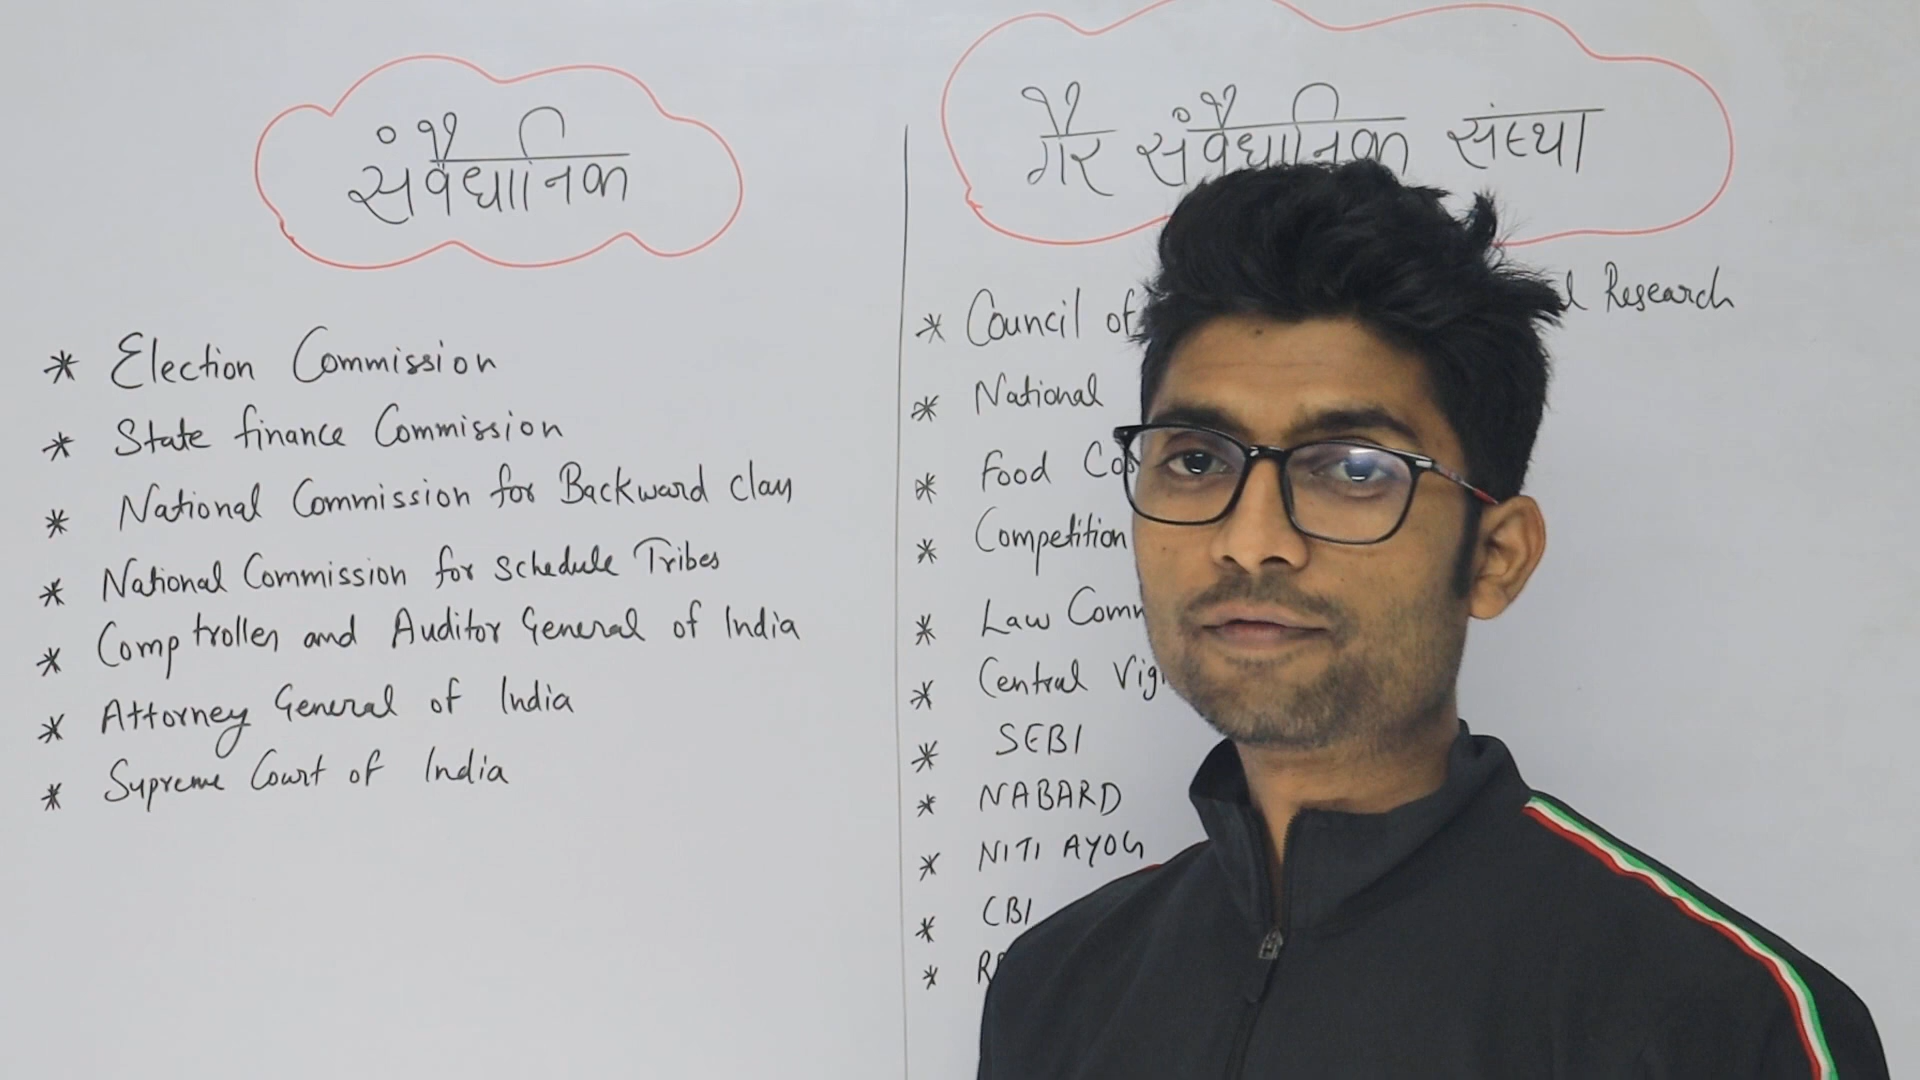 संवैधानिक
* Election Commission
* State finance Commission
* National Commission for Backward Class
* National Commission for Schedule Tribes
* Comptroller and Auditor General of India
* Attorney General of India
* Supreme Court of India
गैर संवैधानिक संस्था
* Council of Research
* National
* Food
* Competition
* Law
* Central
* SEBI
* NABARD
* NITI AYOG
* CBI
*